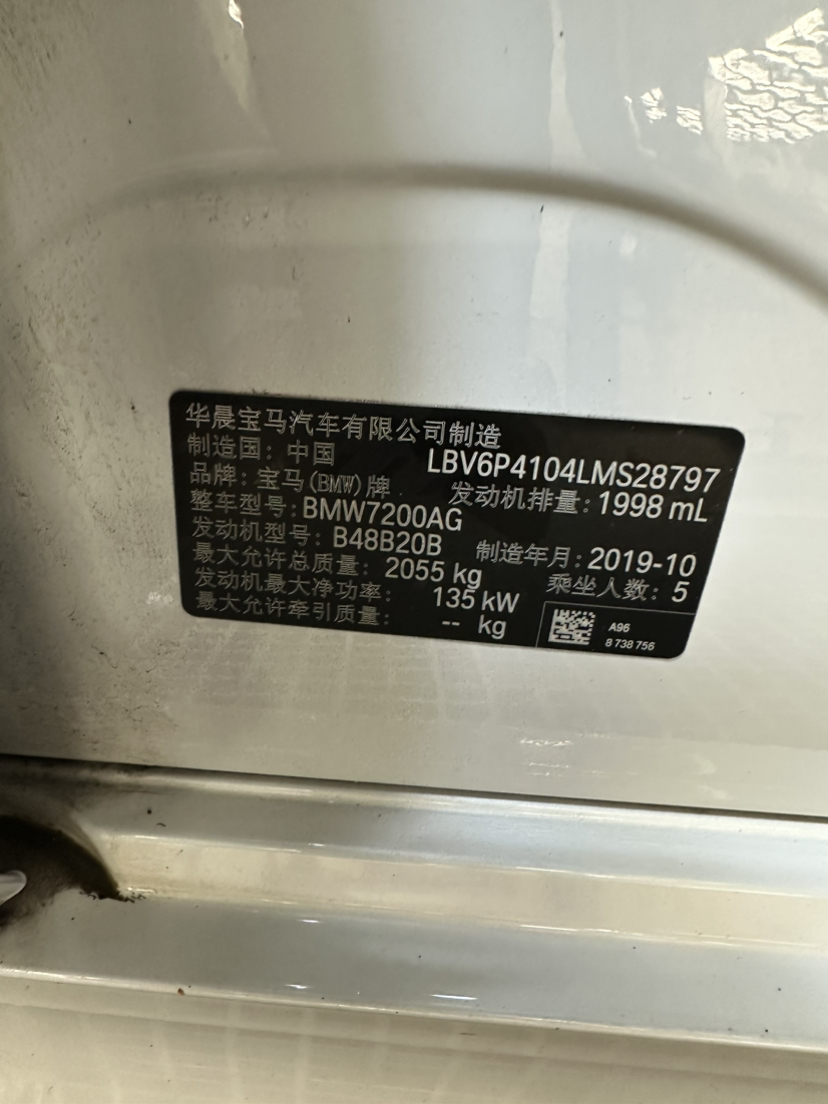 华晨宝马汽车有限公司制造
制造国：中国 LBV6P4104LMS28797
品牌：宝马(BMW)牌 发动机排量：1998 mL
整车型号：BMW7200AG
发动机型号：B48B20B 制造年月：2019-10
最大允许总质量：2055 kg 乘坐人数：5
发动机最大净功率：135 kW
最大允许牵引质量：-- kg
A96
8 738 756